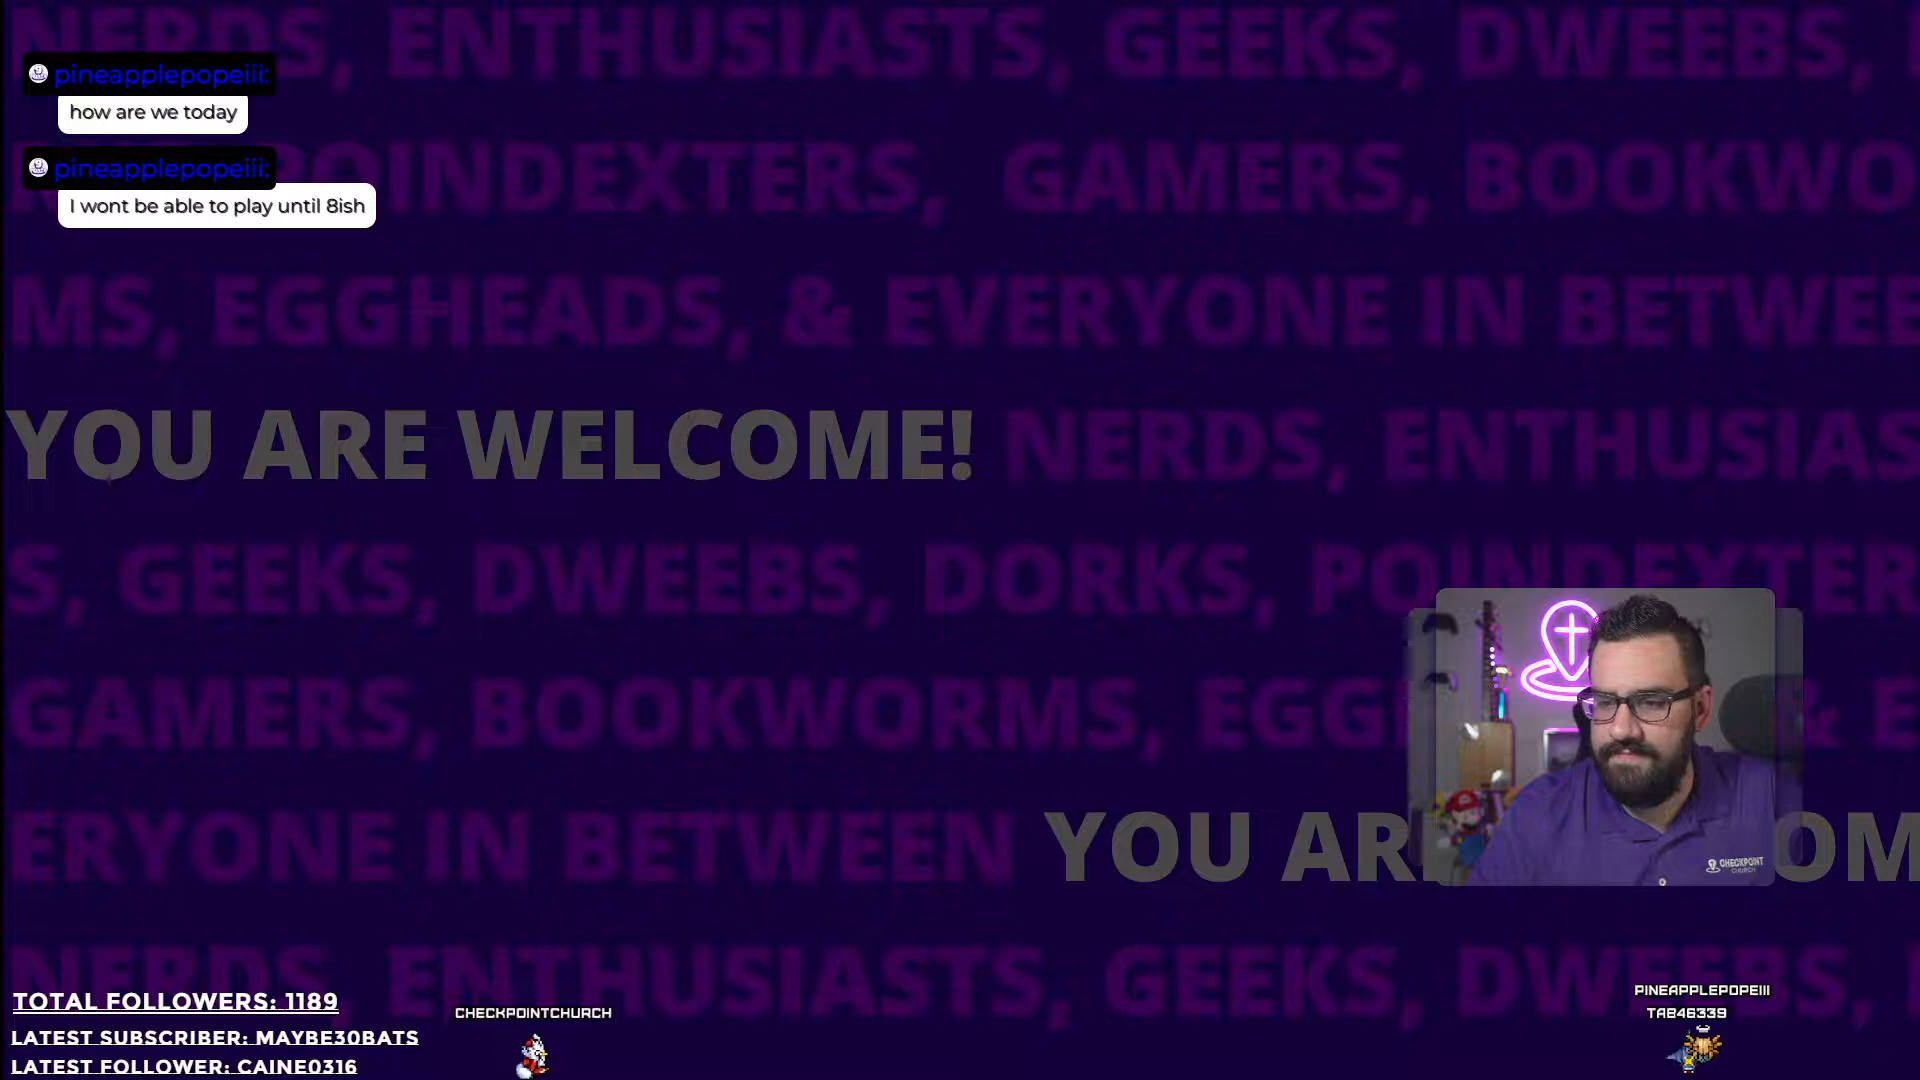 NERDS, ENTHUSIASTS, GEEKS, DWEEBS,
pineapplepopeiii:
how are we today
pineapplepopeiii:
POINDEXTERS, GAMERS, BOOKWO
I wont be able to play until 8ish
MS, EGGHEADS, & EVERYONE IN BETWEE
YOU ARE WELCOME! NERDS, ENTHUSIAS
S, GEEKS, DWEEBS, DORKS, POINDEXTER
GAMERS, BOOKWORMS, EGG & E
ERYONE IN BETWEEN YOU AR OM
CHECKPOINT
CHURCH
NERDS, ENTHUSIASTS, GEEKS, DWEEBS,
TOTAL FOLLOWERS: 1189
LATEST SUBSCRIBER: MAYBE30BATS
LATEST FOLLOWER: CAINE0316
CHECKPOINTCHURCH
PINEAPPLEPOPEIII
TAB46339